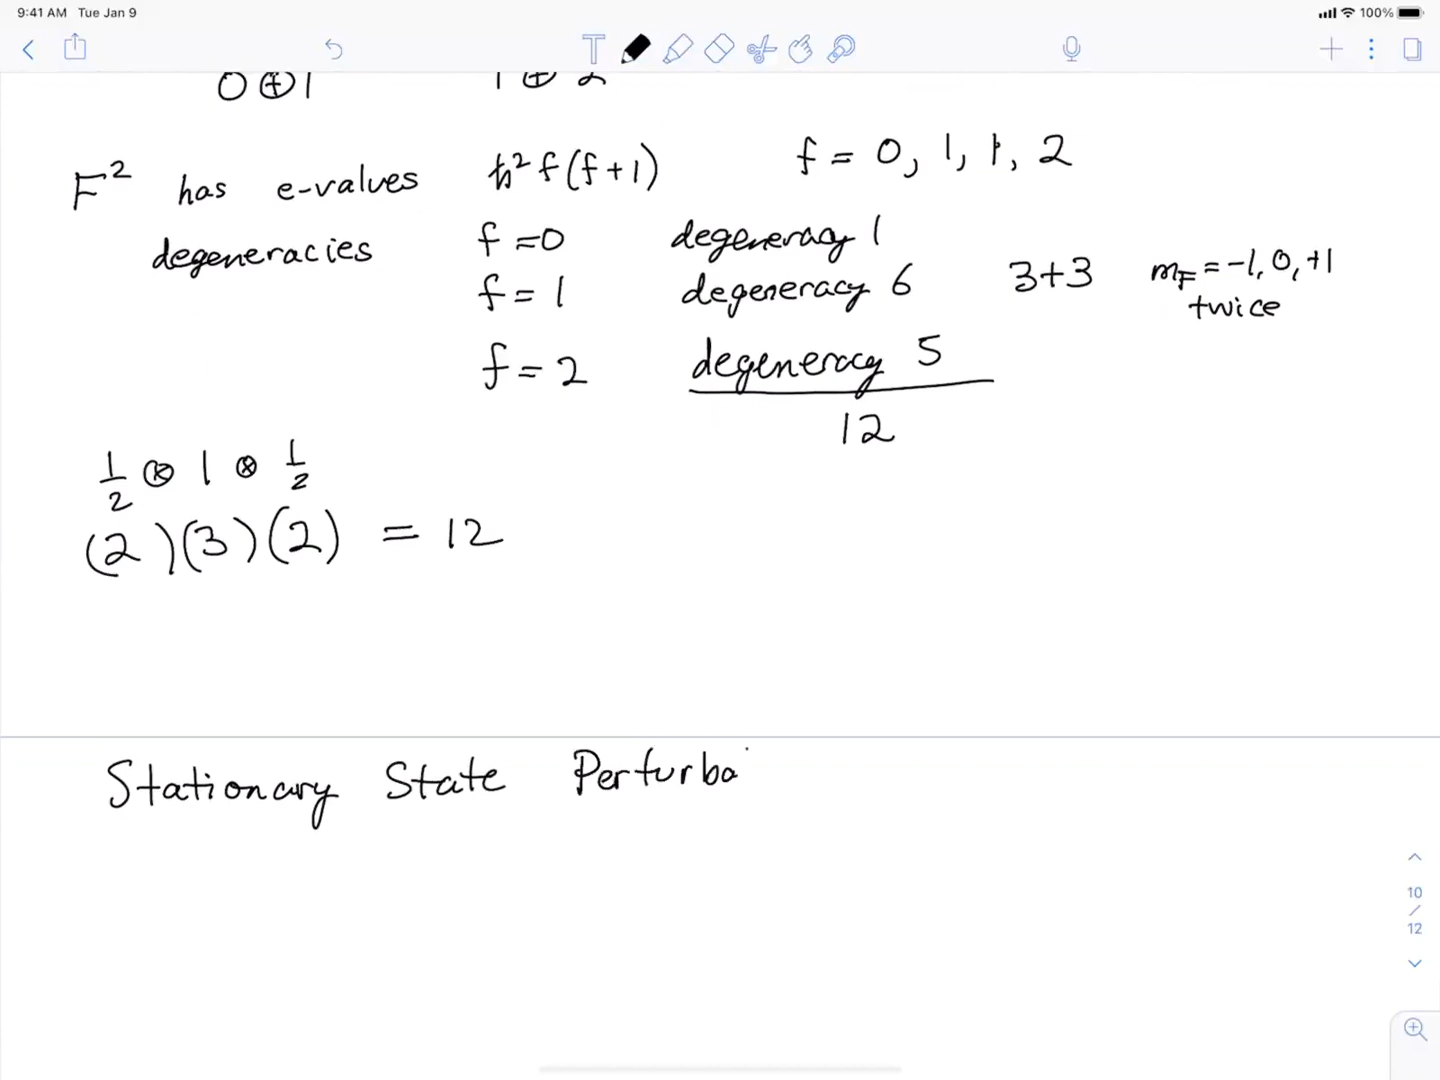 9:41 AM Tue Jan 9 100%
0 ⊕ 1 1 ⊕ 2
F² has e-values ħ² f(f+1) f = 0, 1, 1, 2
degeneracies f = 0 degeneracy 1
f = 1 degeneracy 6 3+3 m_F = -1, 0, +1
twice
f = 2 degeneracy 5
12
1/2 ⊗ 1 ⊗ 1/2
(2)(3)(2) = 12
Stationary State Perturba
10
/
12